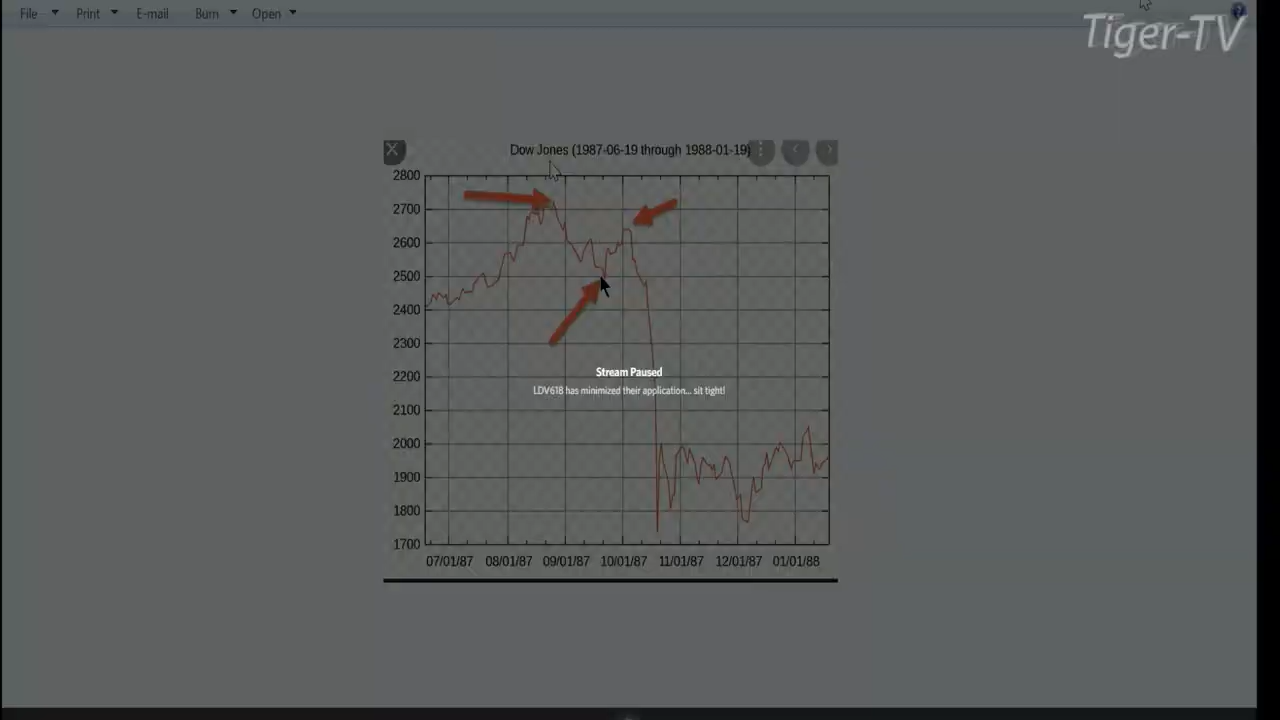 File Print E-mail Burn Open
Tiger-TV
Dow Jones (1987-06-19 through 1988-01-19)
2800
2700
2600
2500
2400
2300
2200
2100
2000
1900
1800
1700
Stream Paused
LDV618 has minimized their application... sit tight!
07/01/87 08/01/87 09/01/87 10/01/87 11/01/87 12/01/87 01/01/88